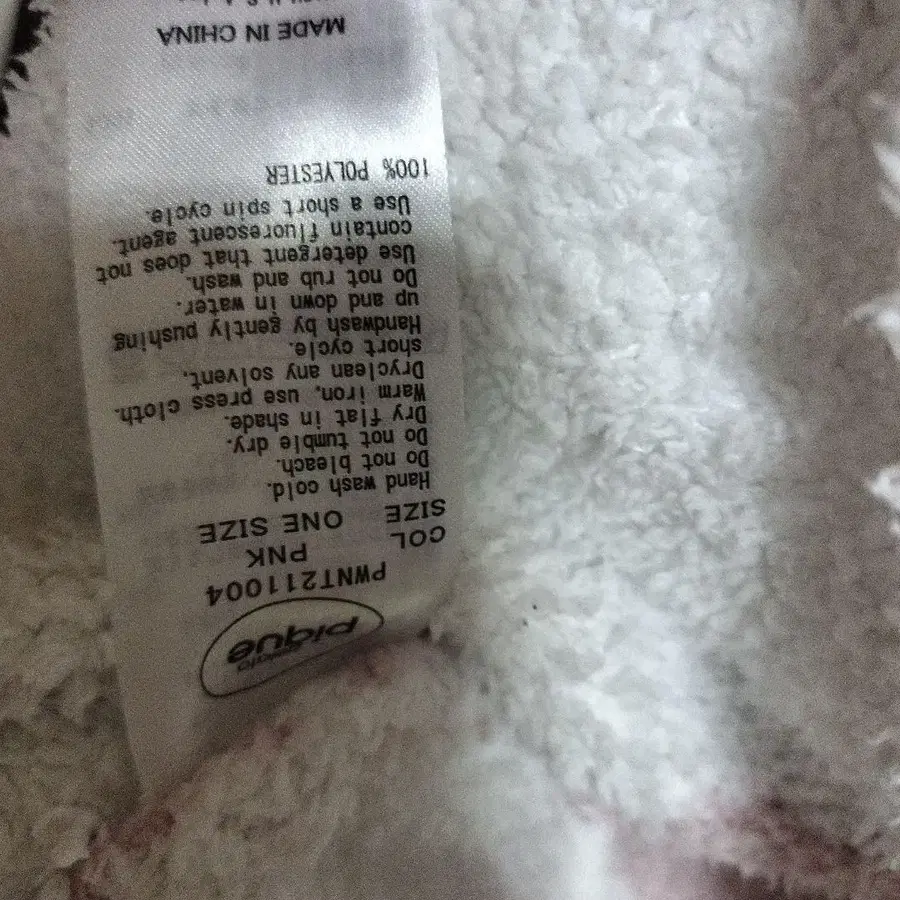 gelato
pique
PWNT211004
COL PNK
SIZE ONE SIZE
Hand wash cold.
Do not bleach.
Do not tumble dry.
Dry flat in shade.
Warm iron, use press cloth.
Dryclean any solvent,
short cycle.
Handwash by gently pushing
up and down in water.
Do not rub and wash.
Use detergent that does not
contain fluorescent agent.
Use a short spin cycle.
100% POLYESTER
MADE IN CHINA